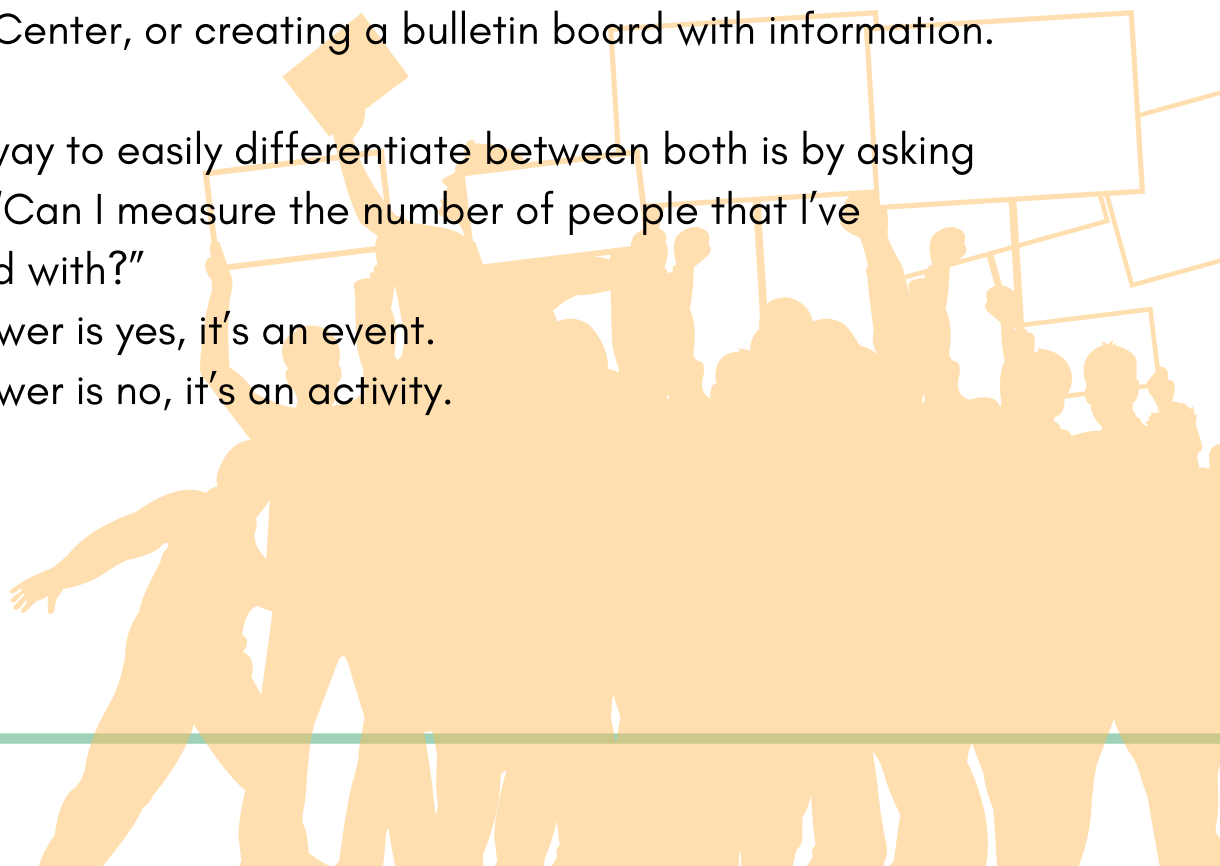 Center, or creating a bulletin board with information.
way to easily differentiate between both is by asking
"Can I measure the number of people that I've
d with?"
wer is yes, it's an event.
wer is no, it's an activity.